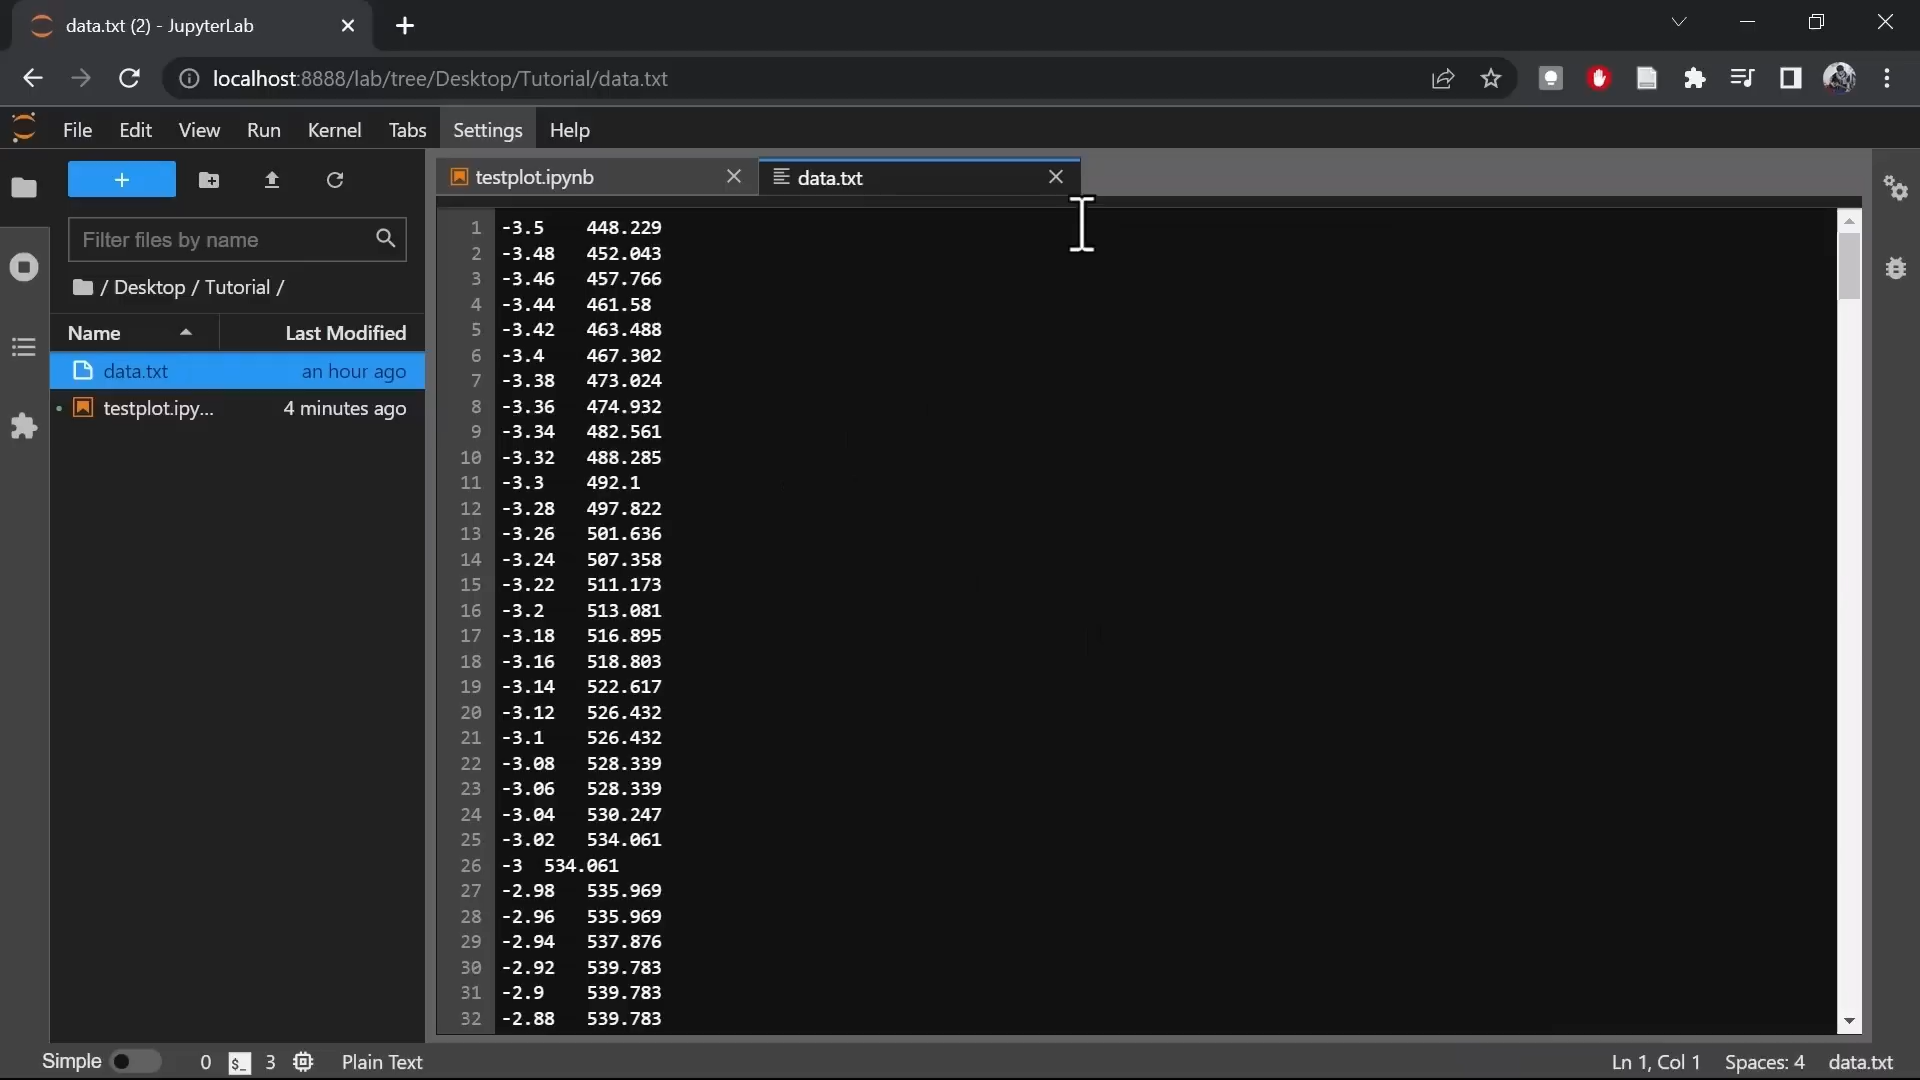 data.txt (2) - JupyterLab
localhost:8888/lab/tree/Desktop/Tutorial/data.txt
File Edit View Run Kernel Tabs Settings Help
testplot.ipynb
data.txt
Filter files by name
/ Desktop / Tutorial /
Name Last Modified
data.txt an hour ago
testplot.ipy... 4 minutes ago
1 -3.5 448.229
2 -3.48 452.043
3 -3.46 457.766
4 -3.44 461.58
5 -3.42 463.488
6 -3.4 467.302
7 -3.38 473.024
8 -3.36 474.932
9 -3.34 482.561
10 -3.32 488.285
11 -3.3 492.1
12 -3.28 497.822
13 -3.26 501.636
14 -3.24 507.358
15 -3.22 511.173
16 -3.2 513.081
17 -3.18 516.895
18 -3.16 518.803
19 -3.14 522.617
20 -3.12 526.432
21 -3.1 526.432
22 -3.08 528.339
23 -3.06 528.339
24 -3.04 530.247
25 -3.02 534.061
26 -3 534.061
27 -2.98 535.969
28 -2.96 535.969
29 -2.94 537.876
30 -2.92 539.783
31 -2.9 539.783
32 -2.88 539.783
Simple 0 $_ 3 Plain Text Ln 1, Col 1 Spaces: 4 data.txt